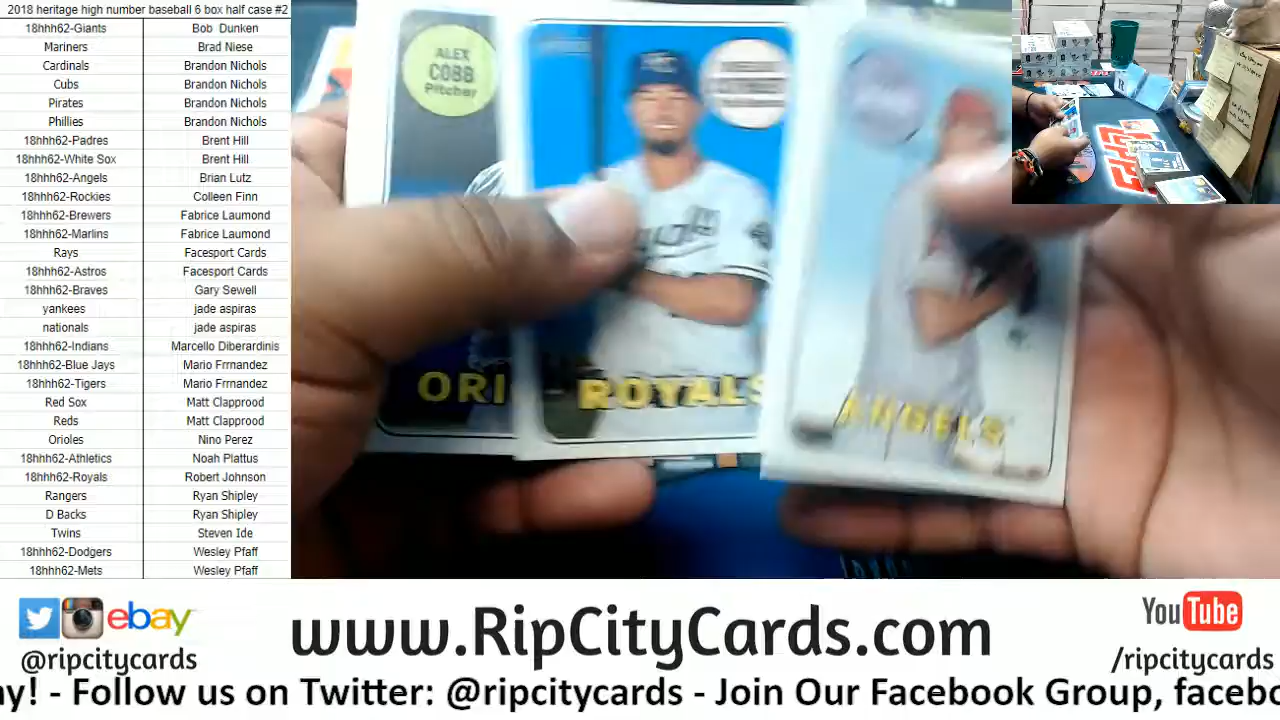 2018 heritage high number baseball 6 box half case #2
18hhh62-Giants Bob Dunken
Mariners Brad Niese
Cardinals Brandon Nichols
Cubs Brandon Nichols
Pirates Brandon Nichols
Phillies Brandon Nichols
18hhh62-Padres Brent Hill
18hhh62-White Sox Brent Hill
18hhh62-Angels Brian Lutz
18hhh62-Rockies Colleen Finn
18hhh62-Brewers Fabrice Laumond
18hhh62-Marlins Fabrice Laumond
Rays Facesport Cards
18hhh62-Astros Facesport Cards
18hhh62-Braves Gary Sewell
yankees jade aspiras
nationals jade aspiras
18hhh62-Indians Marcello Diberardinis
18hhh62-Blue Jays Mario Frrnandez
18hhh62-Tigers Mario Frrnandez
Red Sox Matt Clapprood
Reds Matt Clapprood
Orioles Nino Perez
18hhh62-Athletics Noah Plattus
18hhh62-Royals Robert Johnson
Rangers Ryan Shipley
D Backs Ryan Shipley
Twins Steven Ide
18hhh62-Dodgers Wesley Pfaff
18hhh62-Mets Wesley Pfaff
ALEX
COBB
Pitcher
ORI
ROYALS
ANGELS
ebay
@ripcitycards
www.RipCityCards.com
YouTube
/ripcitycards
ay! - Follow us on Twitter: @ripcitycards - Join Our Facebook Group, facebo